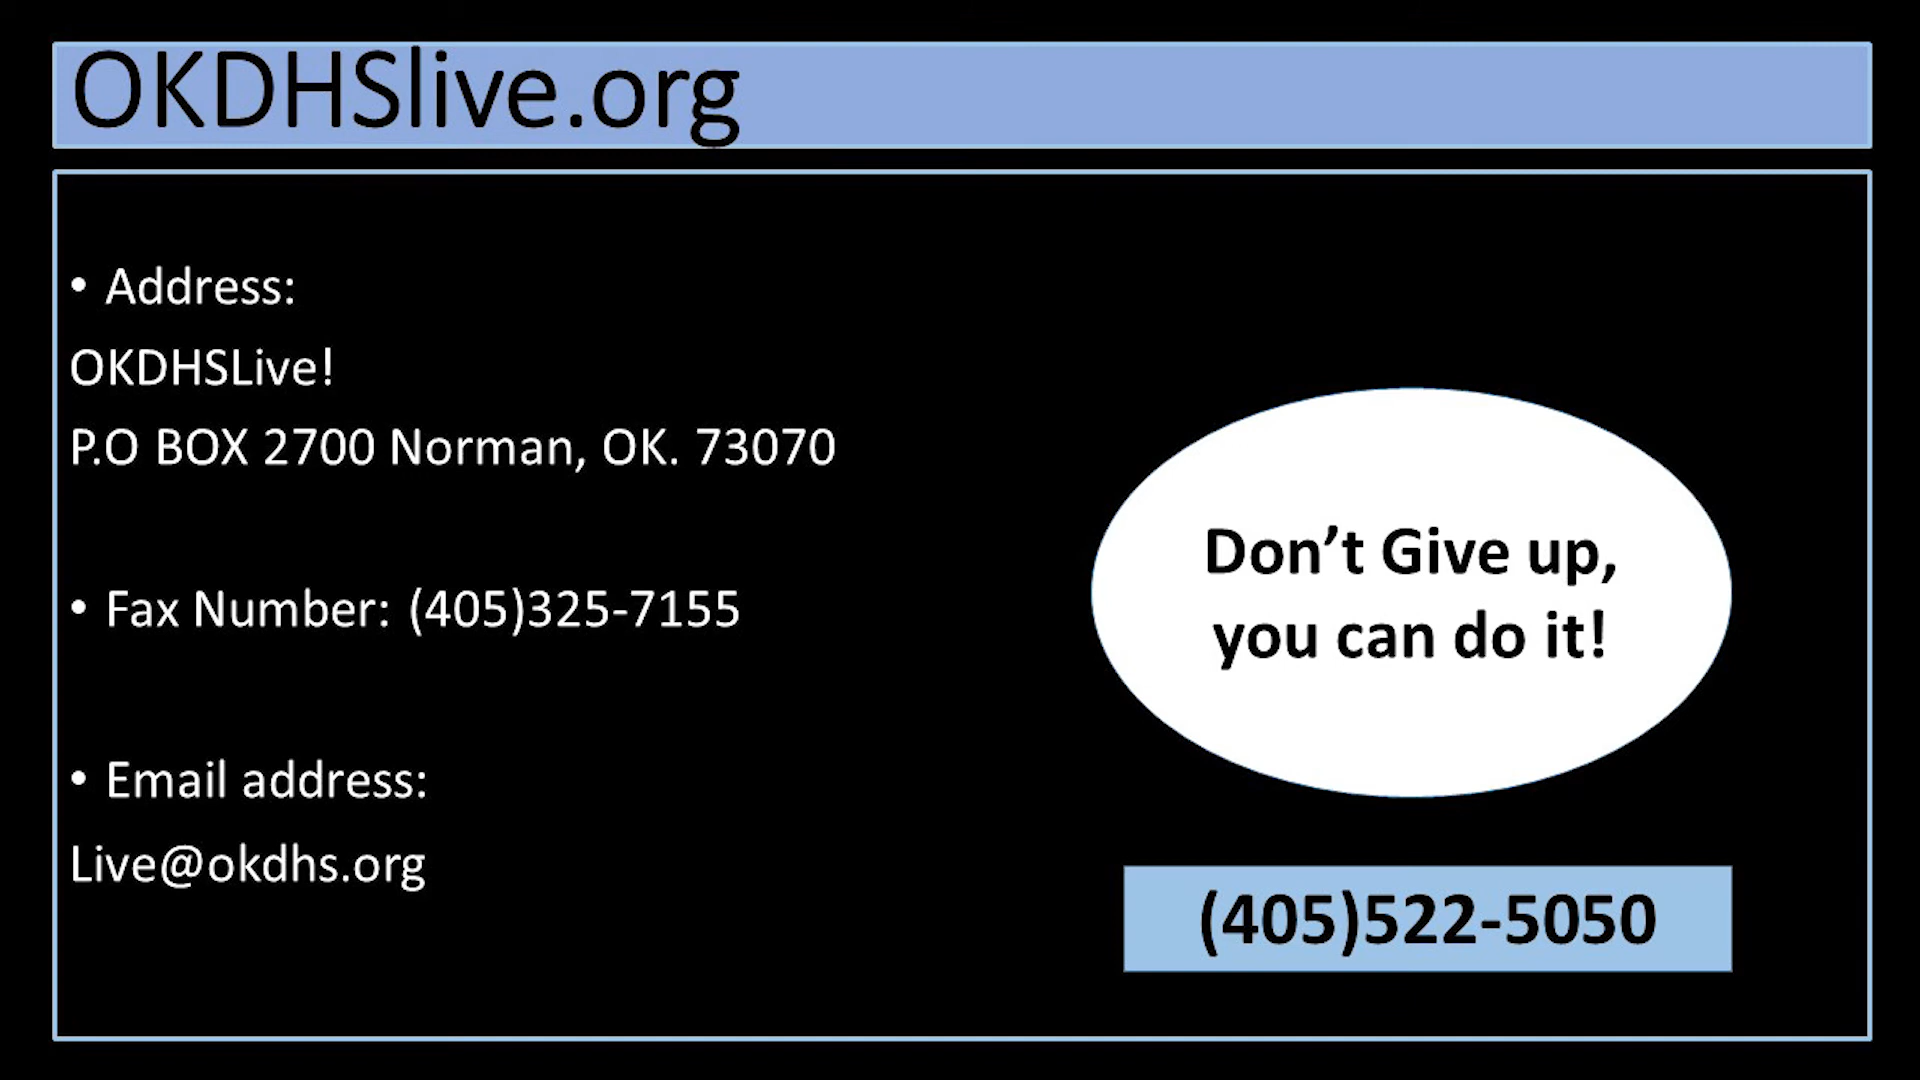 OKDHSlive.org
• Address:
OKDHSLive!
P.O BOX 2700 Norman, OK. 73070
• Fax Number: (405)325-7155
• Email address:
Live@okdhs.org
Don’t Give up,
you can do it!
(405)522-5050